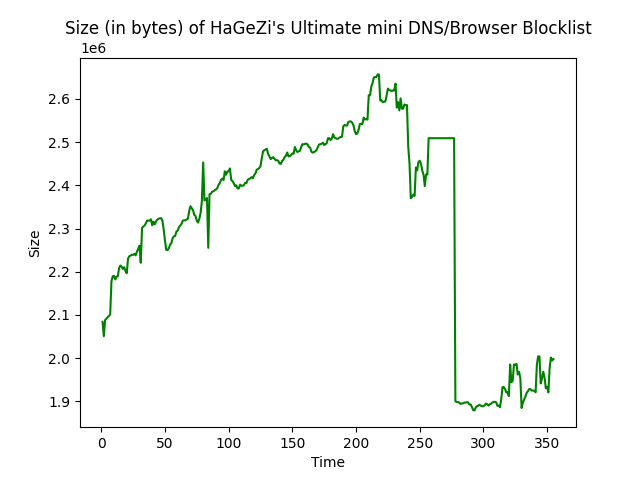 Size (in bytes) of HaGeZi's Ultimate mini DNS/Browser Blocklist
1e6
2.6
2.5
2.4
2.3
2.2
2.1
2.0
1.9
Size
0 50 100 150 200 250 300 350
Time